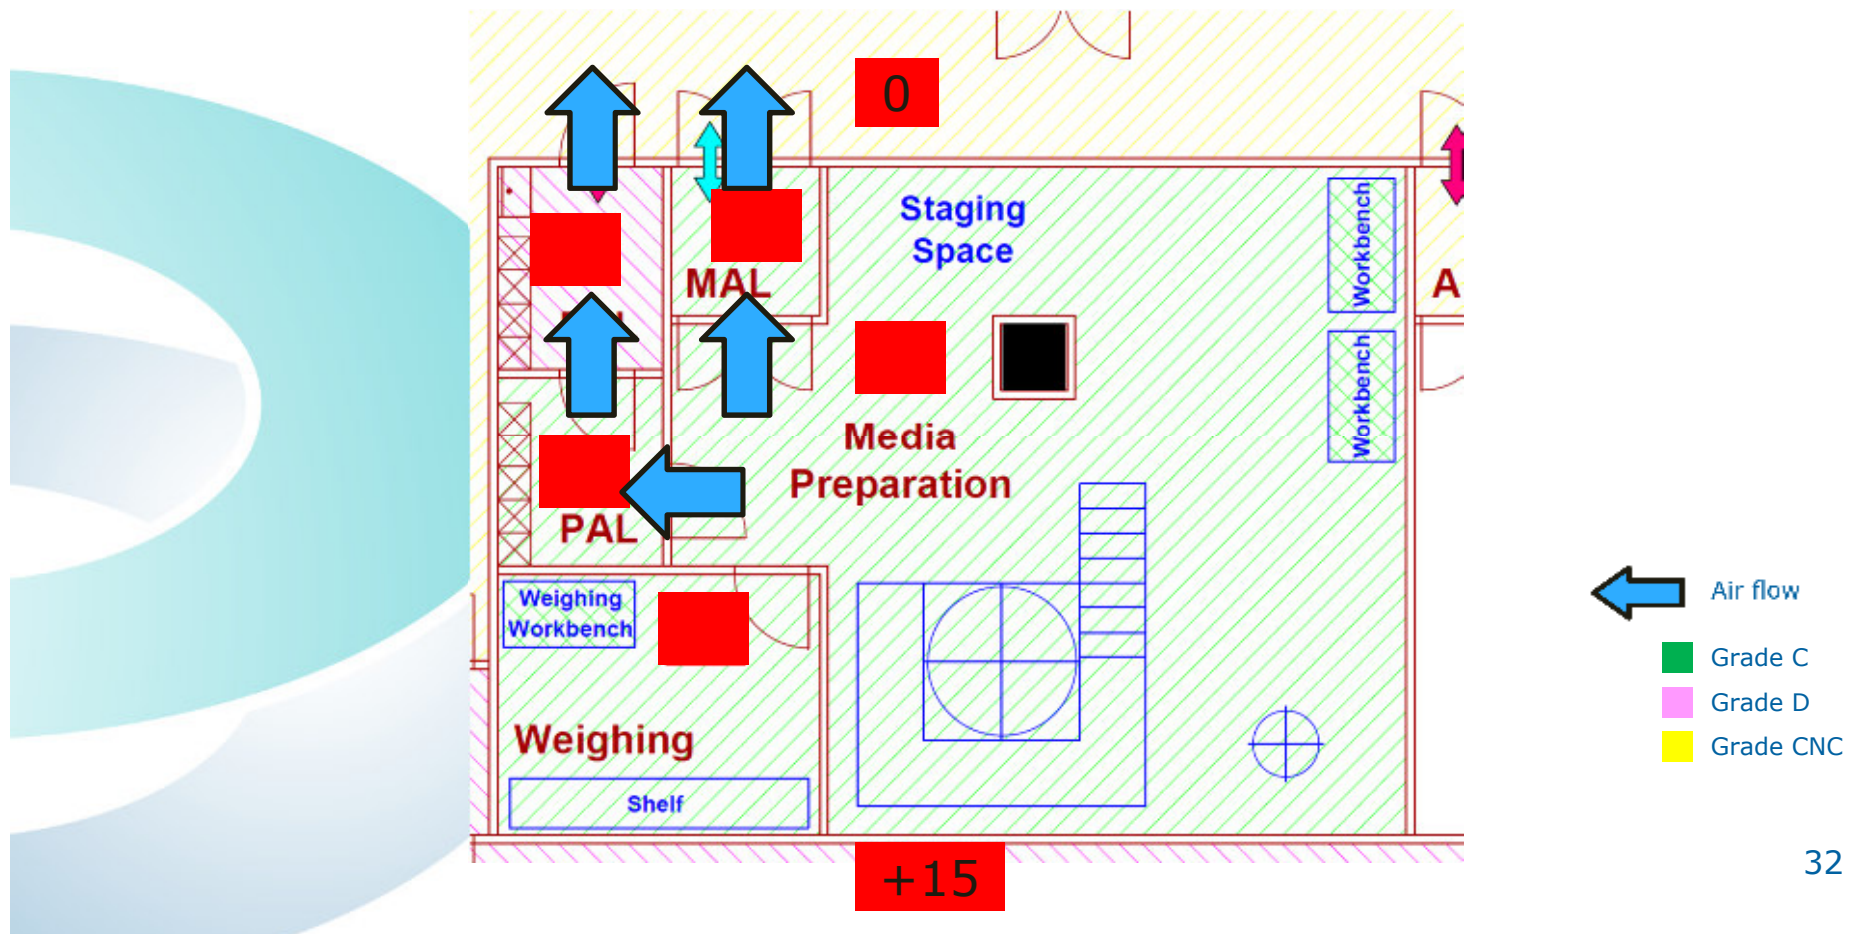 0
Staging
Space
Workbench
MAL
A
Workbench
Media
Preparation
PAL
Weighing
Workbench
Weighing
Shelf
+15
Air flow
Grade C
Grade D
Grade CNC
32